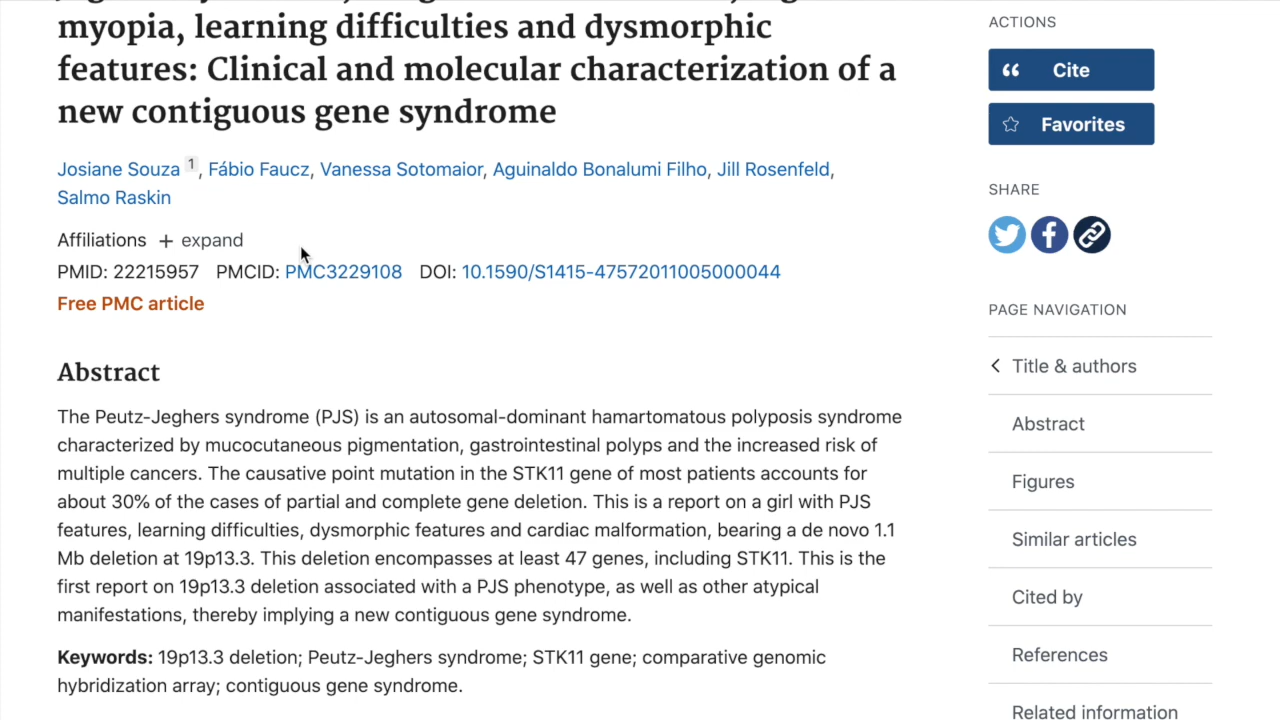 myopia, learning difficulties and dysmorphic
features: Clinical and molecular characterization of a
new contiguous gene syndrome
Josiane Souza 1, Fábio Faucz, Vanessa Sotomaior, Aguinaldo Bonalumi Filho, Jill Rosenfeld,
Salmo Raskin
Affiliations + expand
PMID: 22215957 PMCID: PMC3229108 DOI: 10.1590/S1415-47572011005000044
Free PMC article
Abstract
The Peutz-Jeghers syndrome (PJS) is an autosomal-dominant hamartomatous polyposis syndrome
characterized by mucocutaneous pigmentation, gastrointestinal polyps and the increased risk of
multiple cancers. The causative point mutation in the STK11 gene of most patients accounts for
about 30% of the cases of partial and complete gene deletion. This is a report on a girl with PJS
features, learning difficulties, dysmorphic features and cardiac malformation, bearing a de novo 1.1
Mb deletion at 19p13.3. This deletion encompasses at least 47 genes, including STK11. This is the
first report on 19p13.3 deletion associated with a PJS phenotype, as well as other atypical
manifestations, thereby implying a new contiguous gene syndrome.
Keywords: 19p13.3 deletion; Peutz-Jeghers syndrome; STK11 gene; comparative genomic
hybridization array; contiguous gene syndrome.
ACTIONS
Cite
Favorites
SHARE
PAGE NAVIGATION
Title & authors
Abstract
Figures
Similar articles
Cited by
References
Related information